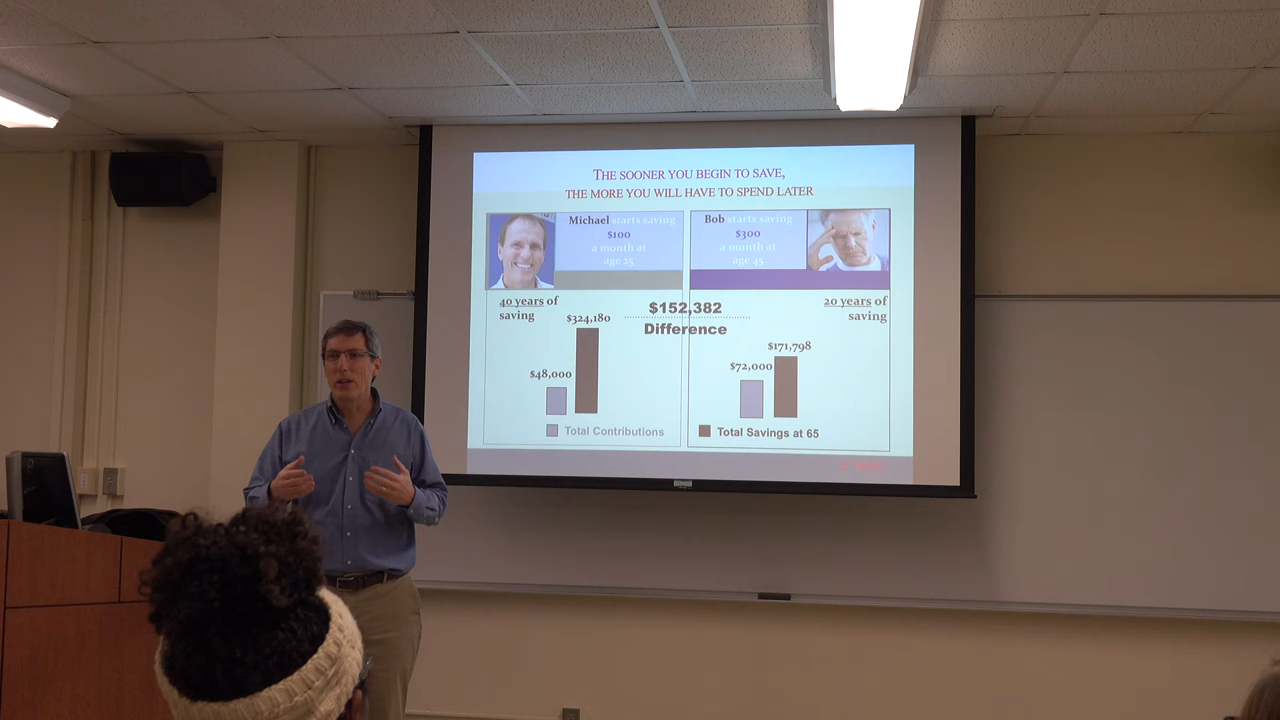 THE SOONER YOU BEGIN TO SAVE,
THE MORE YOU WILL HAVE TO SPEND LATER
Michael starts saving
$100
a month at
age 25
Bob starts saving
$300
a month at
age 45
40 years of
saving
$324,180
$48,000
$152,382
Difference
20 years of
saving
$171,798
$72,000
Total Contributions
Total Savings at 65